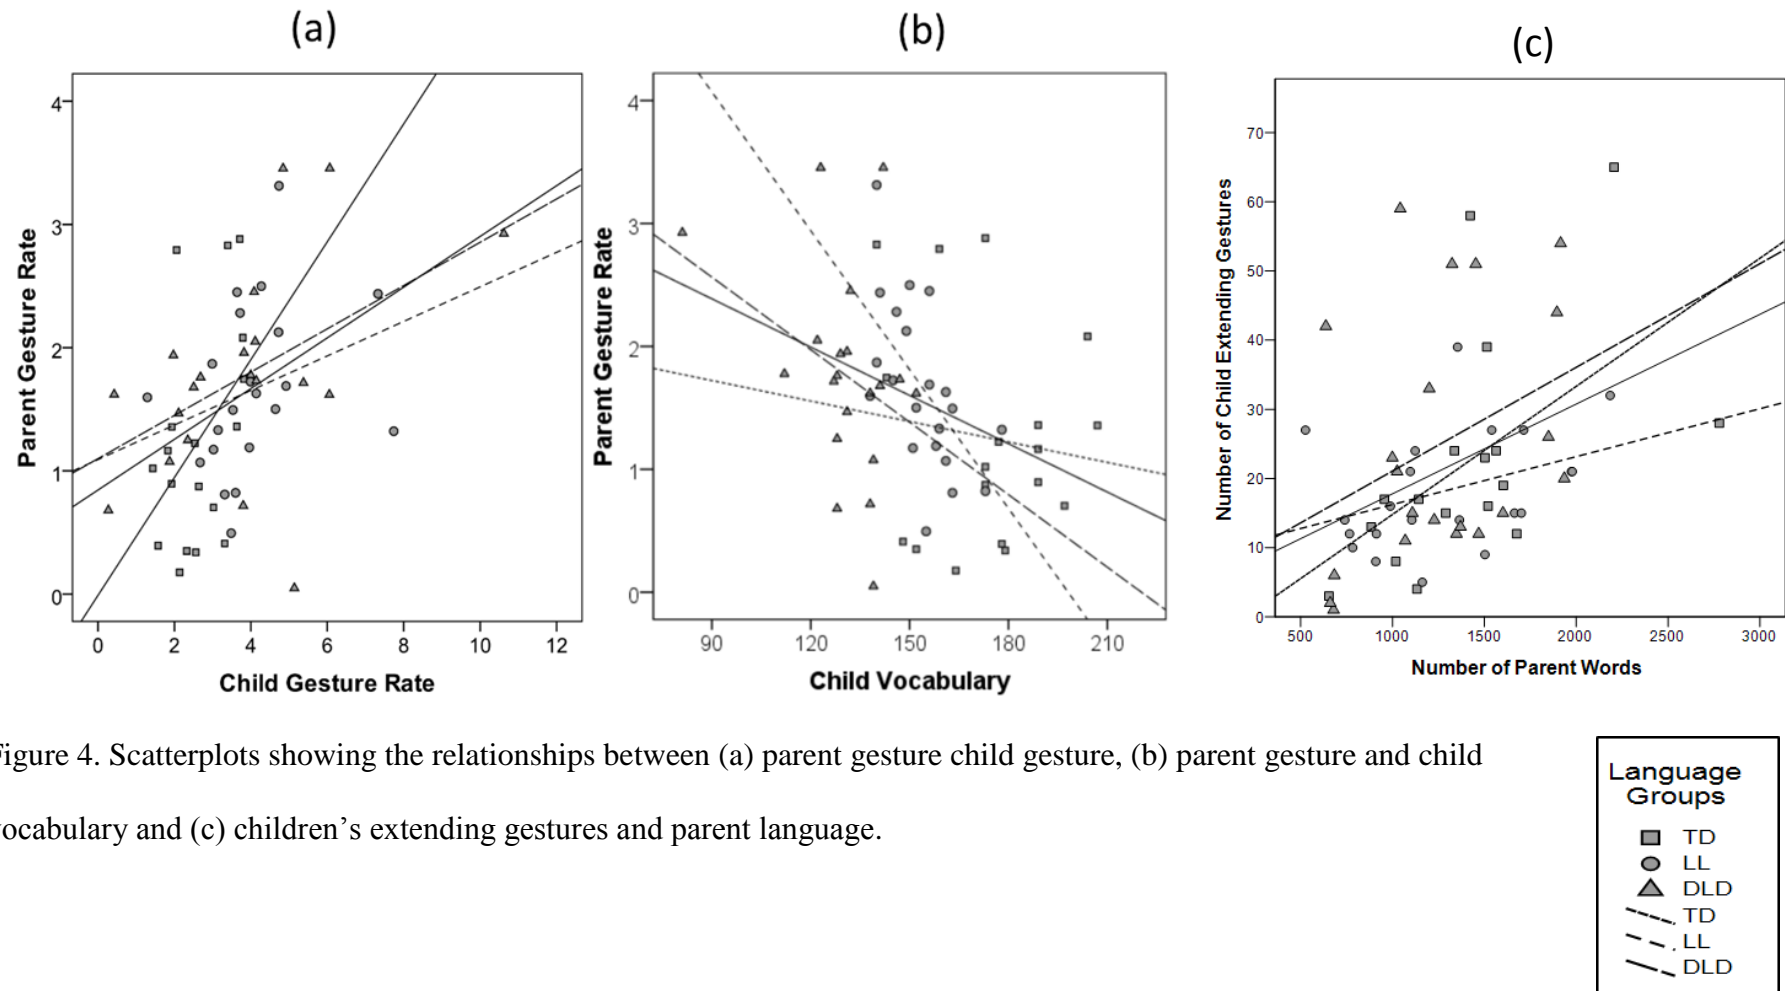 (a)
(b)
(c)
4
3
2
1
0
Parent Gesture Rate
0 2 4 6 8 10 12
Child Gesture Rate
4
3
2
1
0
Parent Gesture Rate
90 120 150 180 210
Child Vocabulary
70
60
50
40
30
20
10
0
Number of Child Extending Gestures
500 1000 1500 2000 2500 3000
Number of Parent Words
igure 4. Scatterplots showing the relationships between (a) parent gesture child gesture, (b) parent gesture and child
vocabulary and (c) children’s extending gestures and parent language.
Language
Groups
TD
LL
DLD
TD
LL
DLD